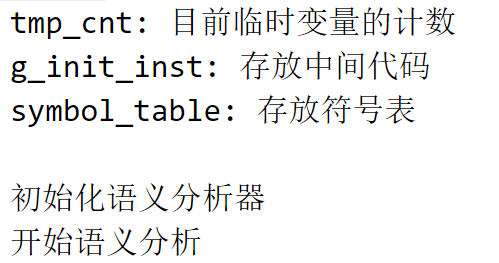 tmp_cnt: 目前临时变量的计数
g_init_inst: 存放中间代码
symbol_table: 存放符号表
初始化语义分析器
开始语义分析